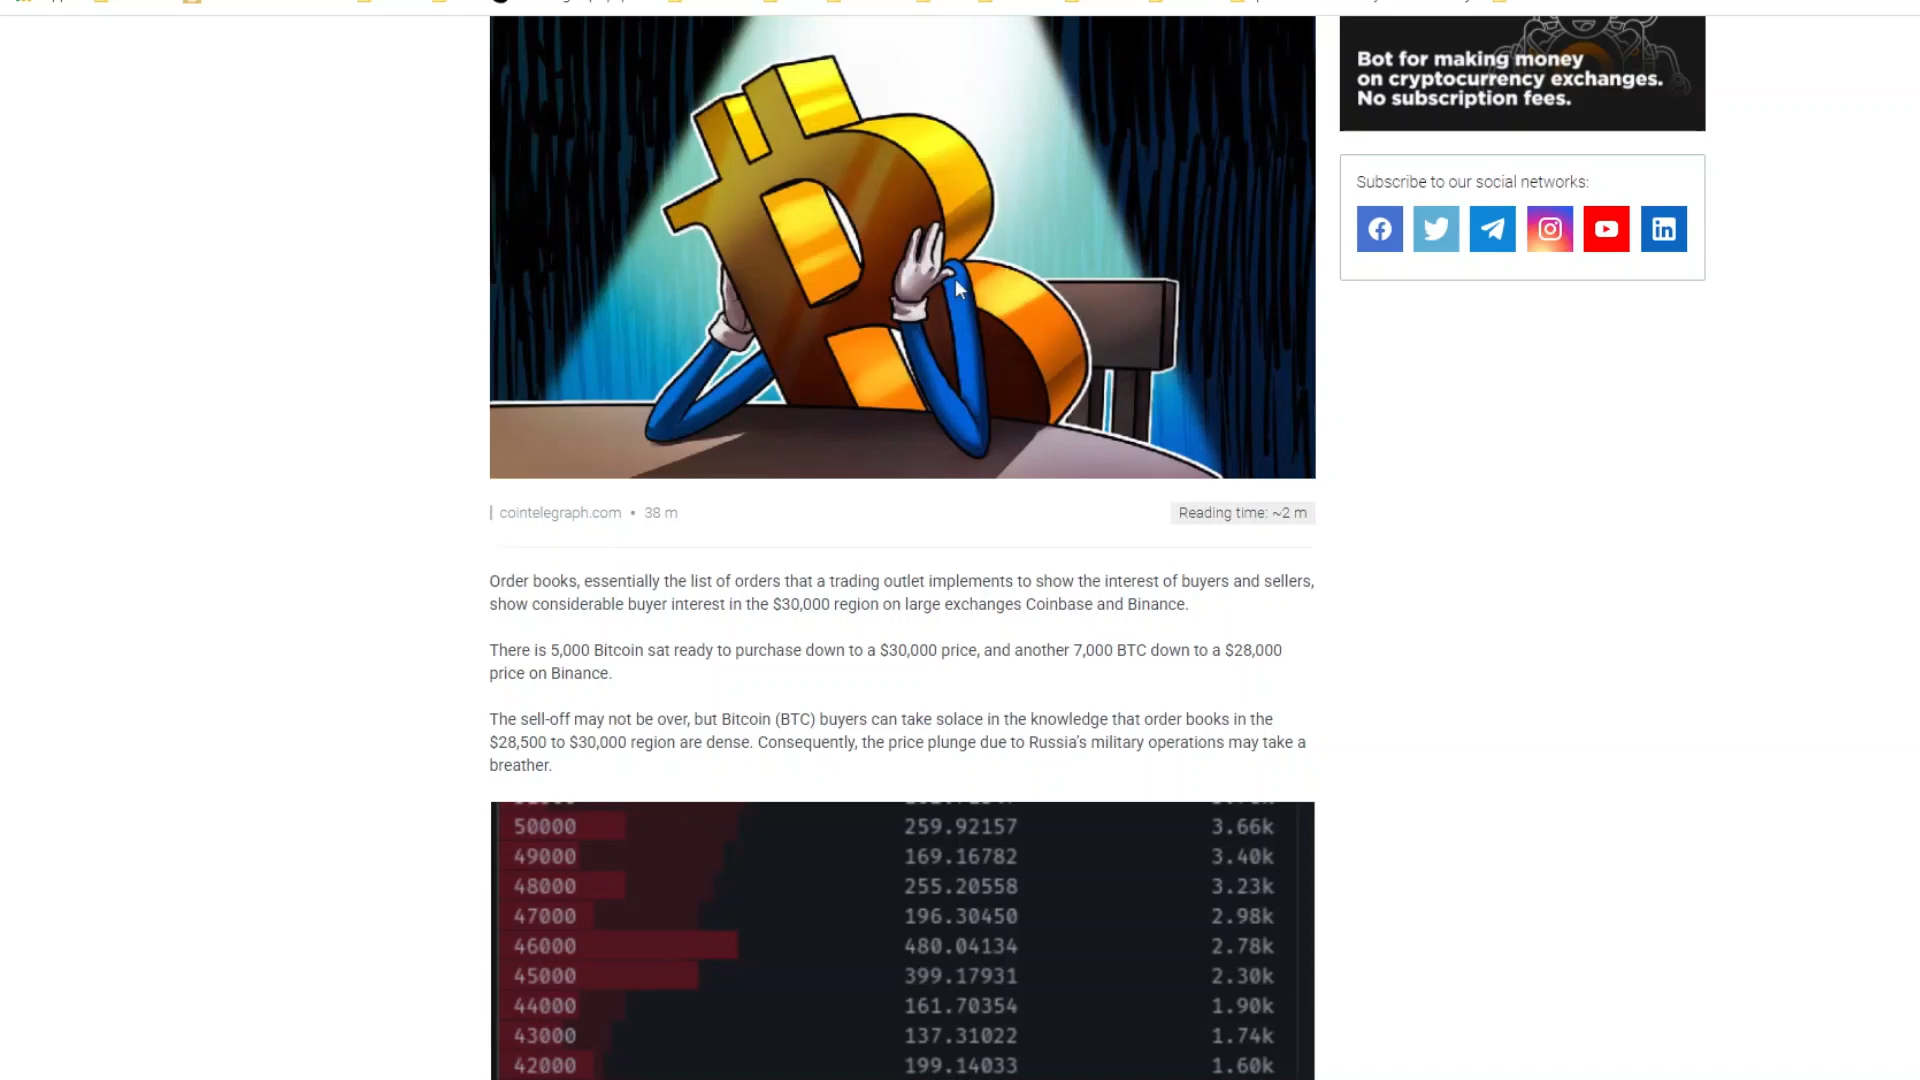 Bot for making money
on cryptocurrency exchanges.
No subscription fees.
Subscribe to our social networks:
cointelegraph.com • 38 m
Reading time: ~2 m
Order books, essentially the list of orders that a trading outlet implements to show the interest of buyers and sellers,
show considerable buyer interest in the $30,000 region on large exchanges Coinbase and Binance.
There is 5,000 Bitcoin sat ready to purchase down to a $30,000 price, and another 7,000 BTC down to a $28,000
price on Binance.
The sell-off may not be over, but Bitcoin (BTC) buyers can take solace in the knowledge that order books in the
$28,500 to $30,000 region are dense. Consequently, the price plunge due to Russia's military operations may take a
breather.
50000 259.92157 3.66k
49000 169.16782 3.40k
48000 255.20558 3.23k
47000 196.30450 2.98k
46000 480.04134 2.78k
45000 399.17931 2.30k
44000 161.70354 1.90k
43000 137.31022 1.74k
42000 199.14033 1.60k